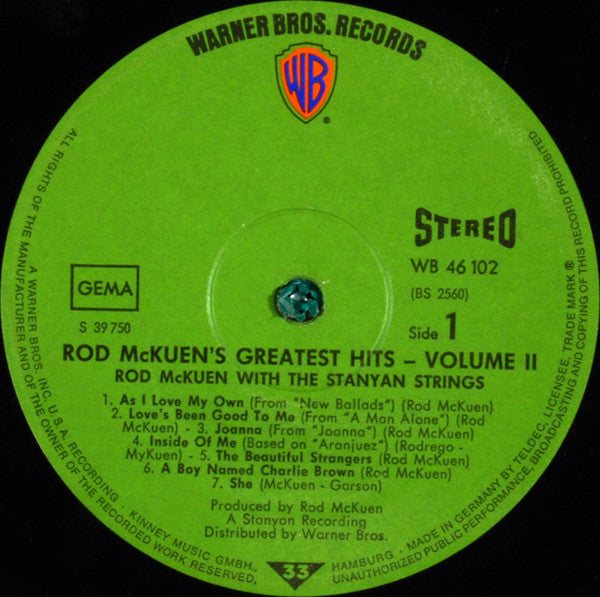 WARNER BROS. RECORDS
WB
®
STEREO
WB 46 102
(BS 2560)
Side 1
GEMA
S 39750
ROD McKUEN'S GREATEST HITS – VOLUME II
ROD McKUEN WITH THE STANYAN STRINGS
1. As I Love My Own (From "New Ballads") (Rod McKuen)
2. Love's Been Good To Me (From "A Man Alone") (Rod
McKuen) - 3. Joanna (From "Joanna") (Rod McKuen)
4. Inside Of Me (Based on "Aranjuez") (Rodrego -
MyKuen) - 5. The Beautiful Strangers (Rod McKuen)
6. A Boy Named Charlie Brown (Rod McKuen)
7. She (McKuen - Garson)
Produced by Rod McKuen
A Stanyan Recording
Distributed by Warner Bros.
33
ALL RIGHTS OF THE MANUFACTURER AND OF THE OWNER OF THE RECORDED WORK RESERVED,
UNAUTHORIZED PUBLIC PERFORMANCE, BROADCASTING AND COPYING OF THIS RECORD PROHIBITED
A WARNER BROS. INC. U.S.A. RECORDING - KINNEY MUSIC GMBH.,
HAMBURG - MADE IN GERMANY BY TELDEC, LICENSEE, TRADE MARK ®